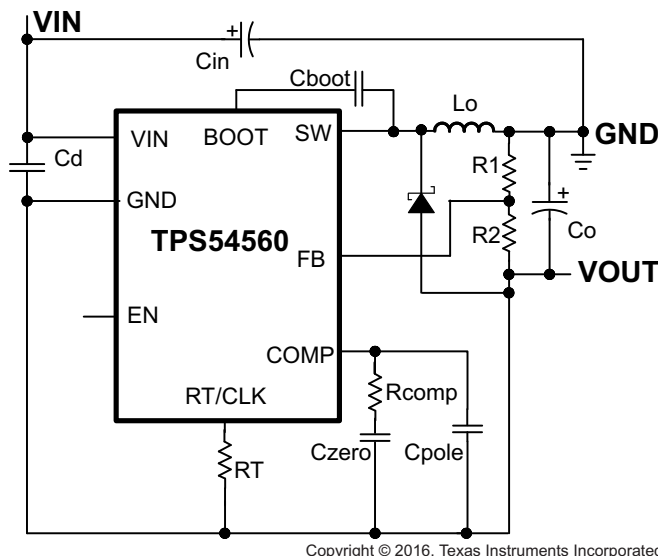 VIN
+
Cin
Cboot
Lo
VIN
BOOT
SW
GND
Cd
R1
GND
+
TPS54560
R2
Co
FB
VOUT
EN
COMP
RT/CLK
Rcomp
Czero
Cpole
RT
Copyright © 2016, Texas Instruments Incorporated